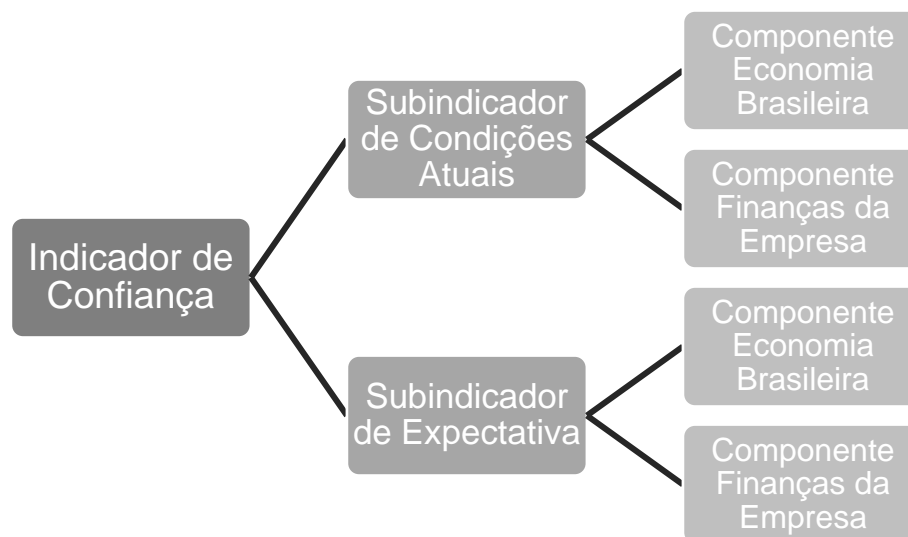 Indicador de
Confiança
Subindicador
de Condições
Atuais
Componente
Economia
Brasileira
Componente
Finanças da
Empresa
Subindicador
de Expectativa
Componente
Economia
Brasileira
Componente
Finanças da
Empresa